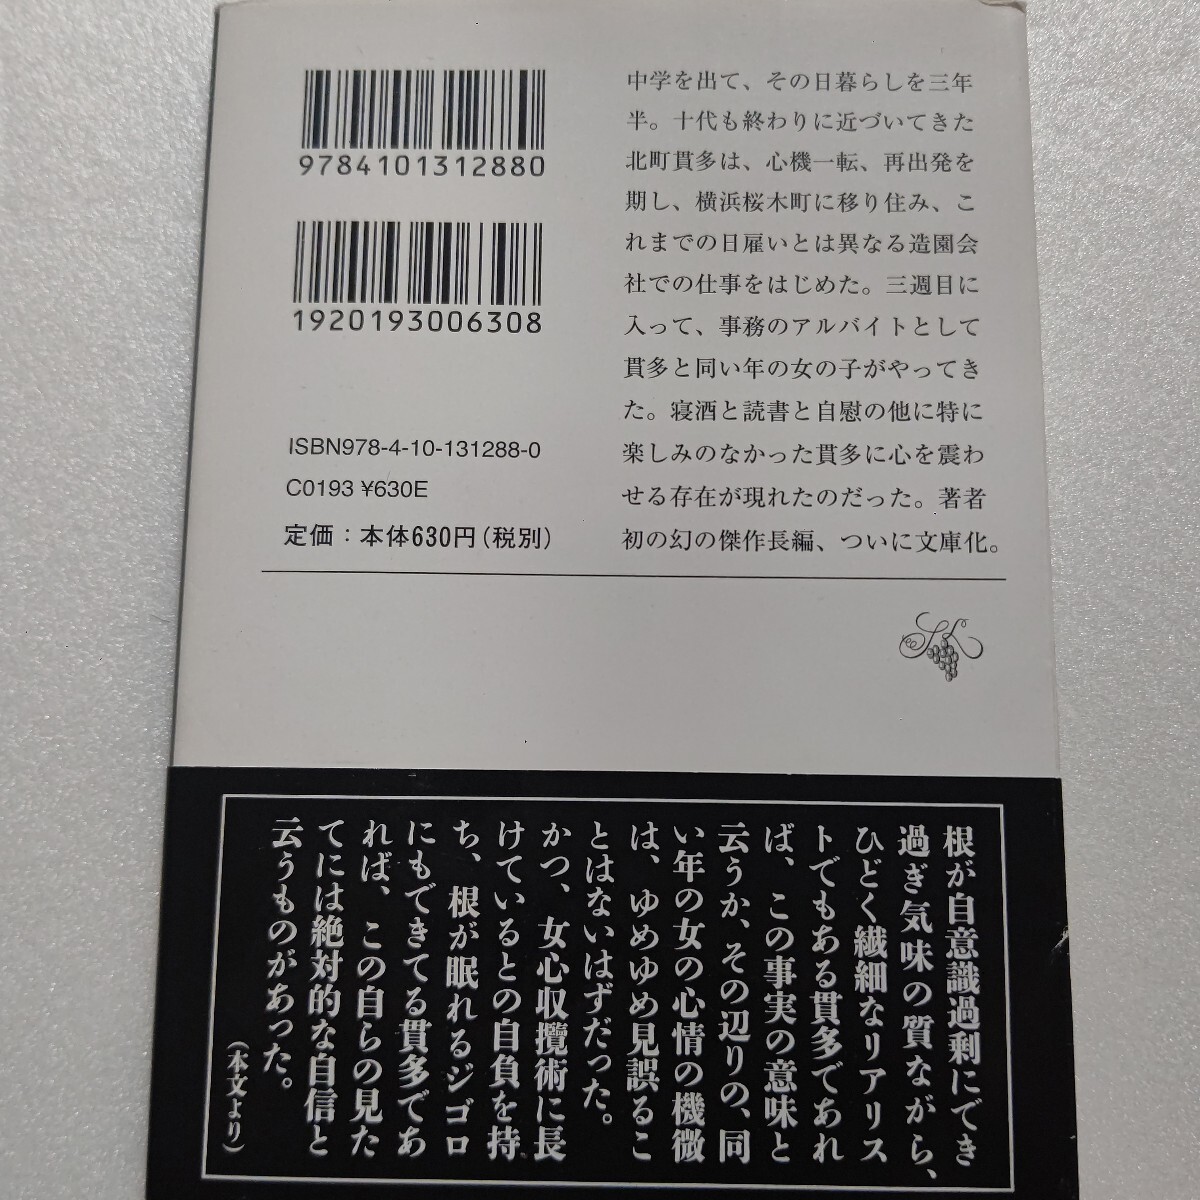 9784101312880
1920193006308
ISBN978-4-10-131288-0
C0193 ¥630E
定価：本体630円（税別）
中学を出て、その日暮らしを三年
半。十代も終わりに近づいてきた
北町貫多は、心機一転、再出発を
期し、横浜桜木町に移り住み、こ
れまでの日雇いとは異なる造園会
社での仕事をはじめた。三週目に
入って、事務のアルバイトとして
貫多と同い年の女の子がやってき
た。寝酒と読書と自慰の他に特に
楽しみのなかった貫多に心を震わ
せる存在が現れたのだった。著者
初の幻の傑作長編、ついに文庫化。
根が自意識過剰にでき
過ぎ気味の質ながら、
ひどく繊細なリアリス
トでもある貫多であれ
ば、この事実の意味と
云うか、その辺りの、同
い年の女の心情の機微
は、ゆめゆめ見誤るこ
とはないはずだった。
かつ、女心収攬術に長
けているとの自負を持
ち、根が眠れるジゴロ
にもできてる貫多であ
れば、この自らの見た
てには絶対的な自信と
云うものがあった。
（本文より）